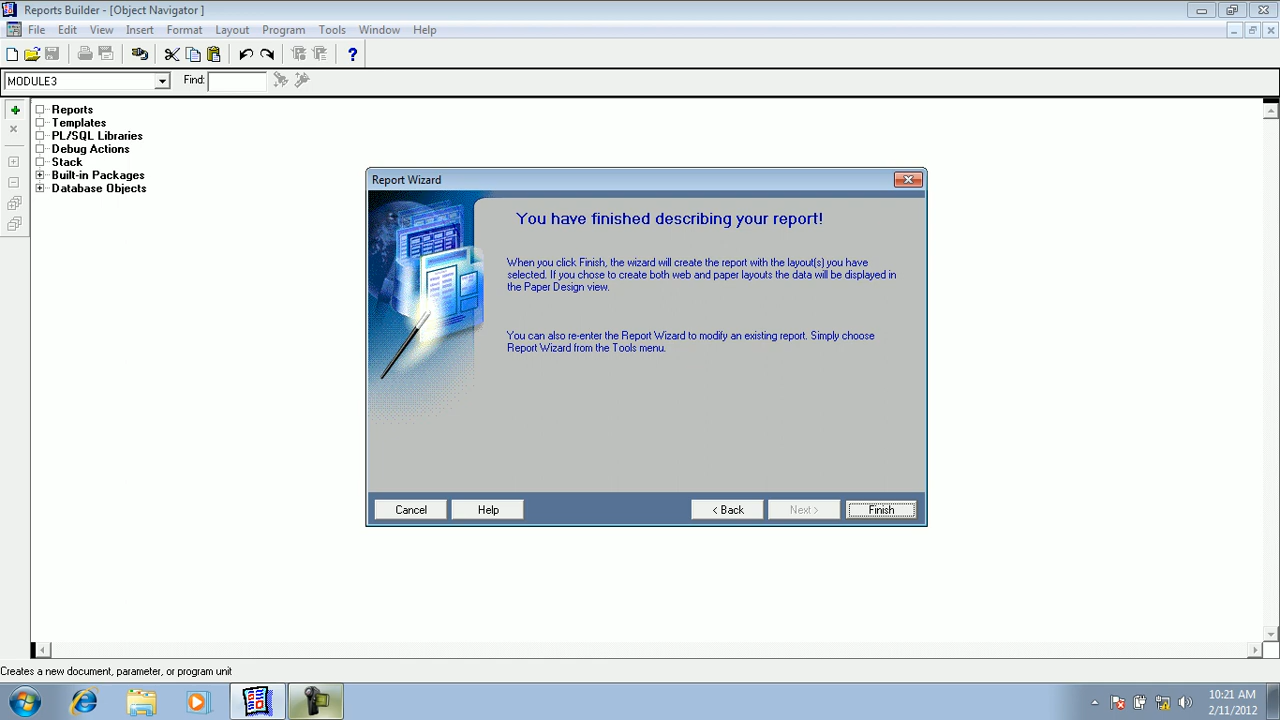 Reports Builder - [Object Navigator ]
File Edit View Insert Format Layout Program Tools Window Help
MODULE3 Find:
Reports
Templates
PL/SQL Libraries
Debug Actions
Stack
Built-in Packages
Database Objects
Report Wizard
You have finished describing your report!
When you click Finish, the wizard will create the report with the layout(s) you have
selected. If you chose to create both web and paper layouts the data will be displayed in
the Paper Design view.
You can also re-enter the Report Wizard to modify an existing report. Simply choose
Report Wizard from the Tools menu.
Cancel Help < Back Next > Finish
Creates a new document, parameter, or program unit
10:21 AM
2/11/2012